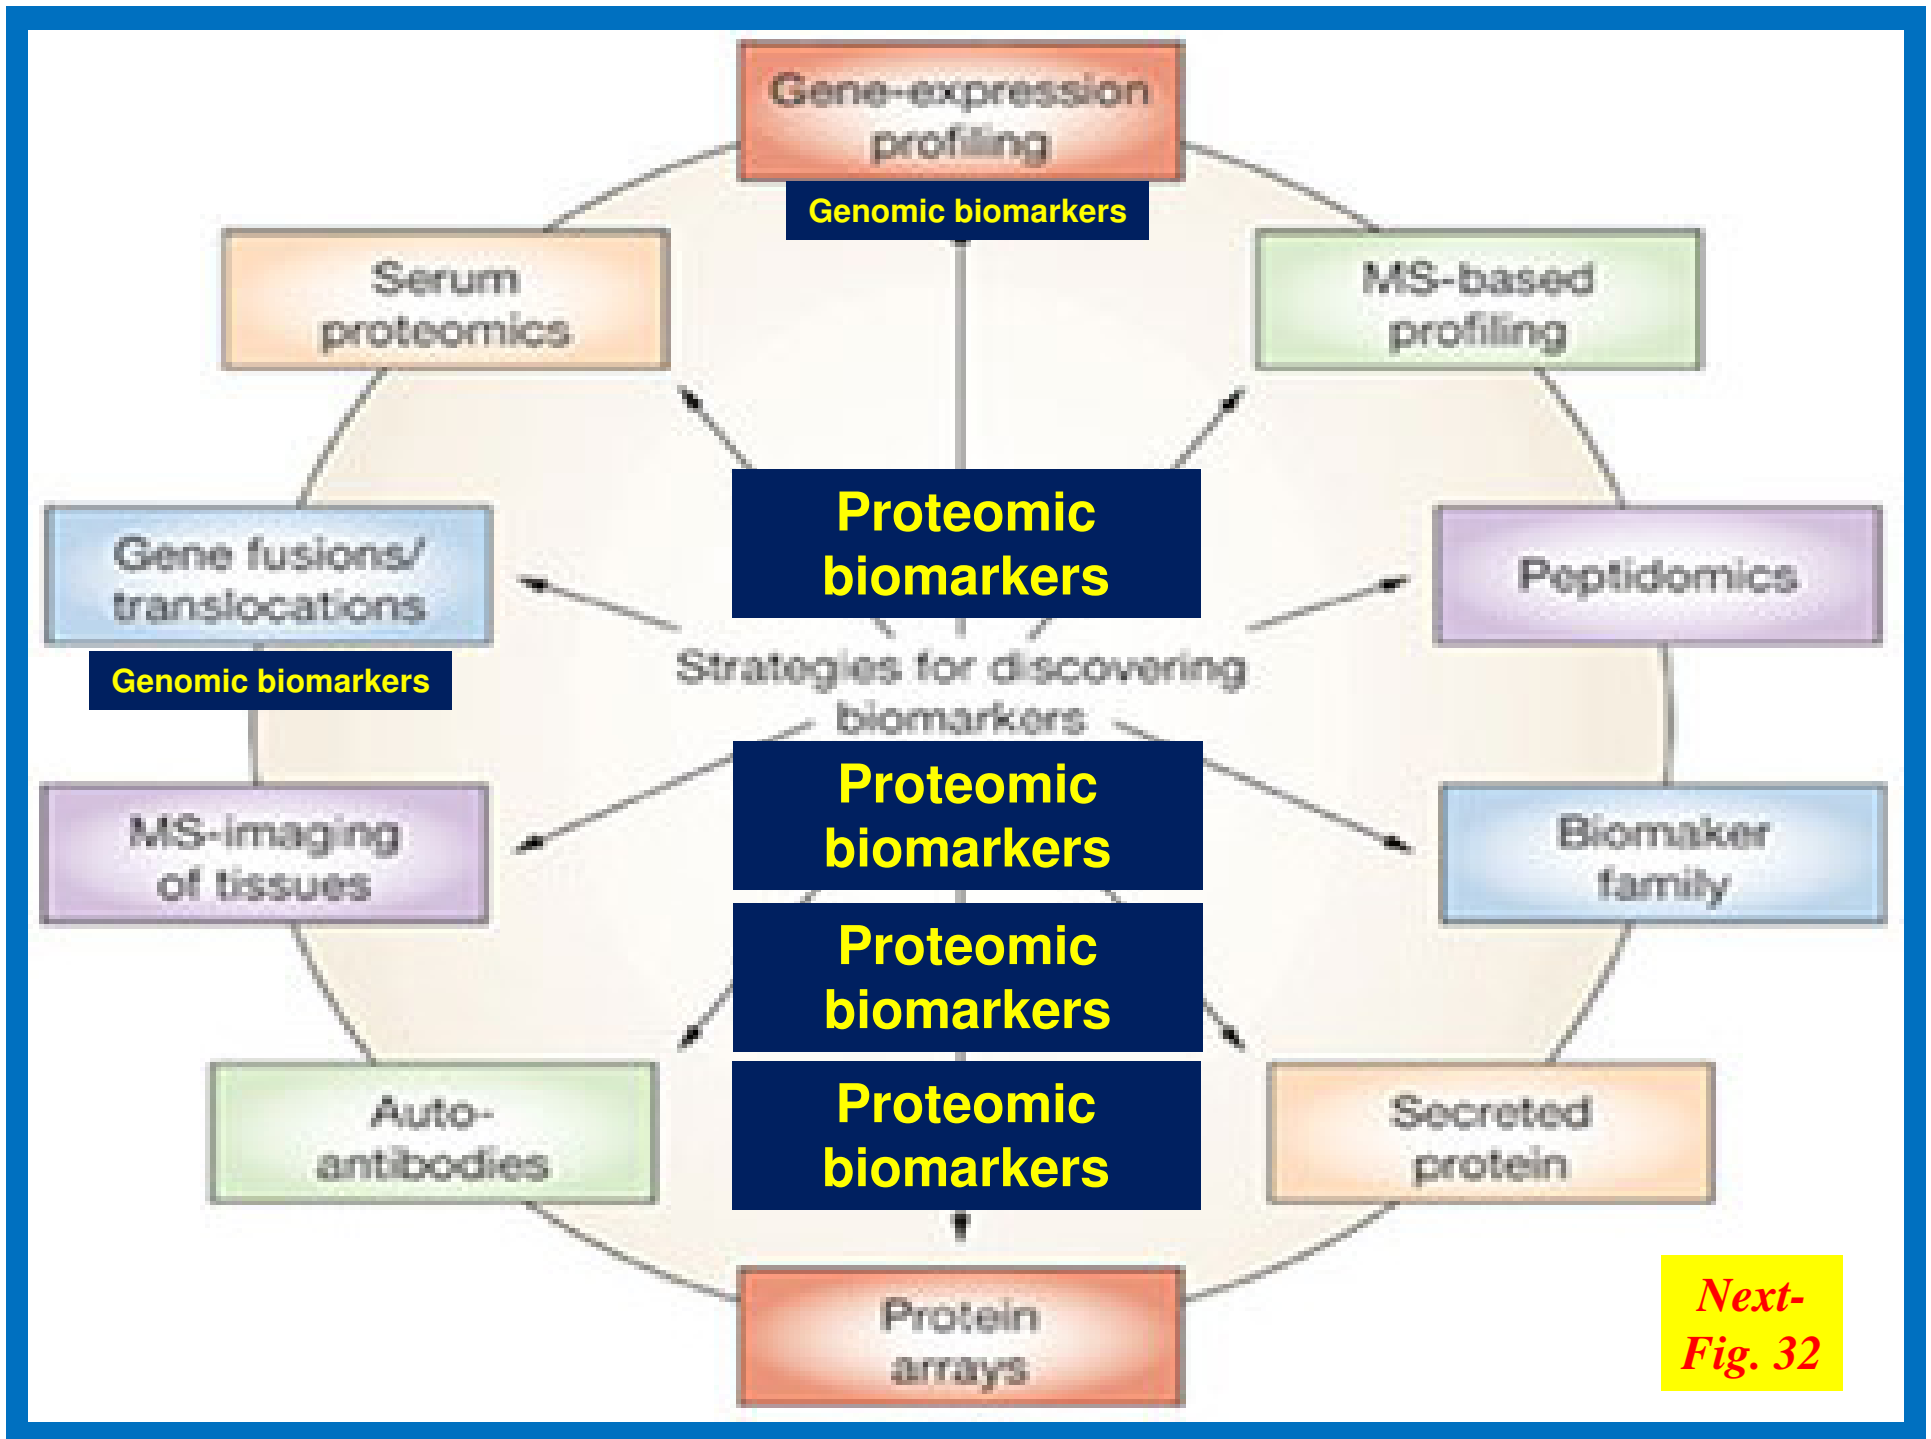 Gene-expression
profiling
Genomic biomarkers
Serum
proteomics
MS-based
profiling
Proteomic
biomarkers
Gene fusions/
translocations
Genomic biomarkers
Peptidomics
Strategies for discovering
biomarkers
Proteomic
biomarkers
MS-imaging
of tissues
Biomaker
family
Proteomic
biomarkers
Proteomic
biomarkers
Auto-
antibodies
Secreted
protein
Protein
arrays
Next-
Fig. 32